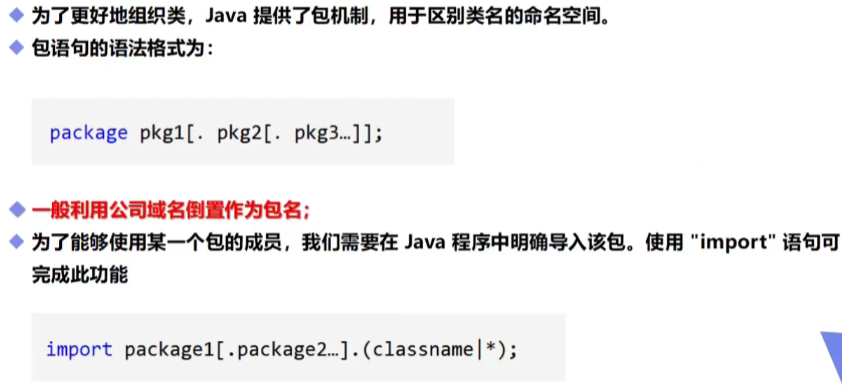 为了更好地组织类，Java 提供了包机制，用于区别类名的命名空间。
包语句的语法格式为：
package pkg1[. pkg2[. pkg3…]];
一般利用公司域名倒置作为包名；
为了能够使用某一个包的成员，我们需要在 Java 程序中明确导入该包。使用 "import" 语句可
完成此功能
import package1[.package2…].(classname|*);